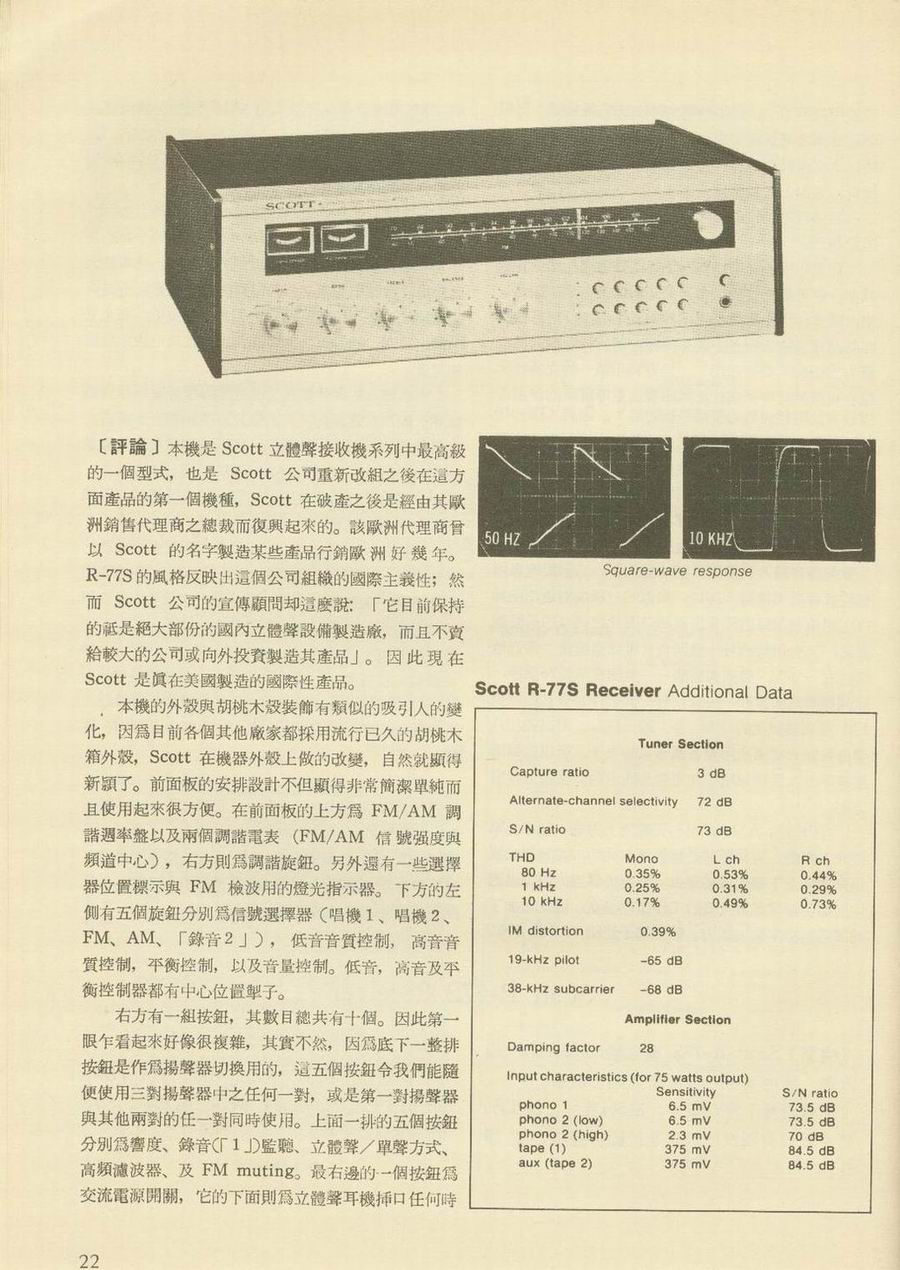 SCOTT
〔評論〕本機是 Scott 立體聲接收機系列中最高級
的一個型式，也是 Scott 公司重新改組之後在這方
面產品的第一個機種，Scott 在破產之後是經由其歐
洲銷售代理商之總裁而復興起來的。該歐洲代理商曾
以 Scott 的名字製造某些產品行銷歐洲好幾年。
R-77S 的風格反映出這個公司組織的國際主義性；然
而 Scott 公司的宣傳顧問却這麼說：「它目前保持
的祗是絕大部份的國內立體聲設備製造廠，而且不賣
給較大的公司或向外投資製造其產品」。因此現在
Scott 是眞在美國製造的國際性產品。
本機的外殼與胡桃木殼裝飾有類似的吸引人的變
化，因爲目前各個其他廠家都採用流行已久的胡桃木
箱外殼，Scott 在機器外殼上做的改變，自然就顯得
新穎了。前面板的安排設計不但顯得非常簡潔單純而
且使用起來很方便。在前面板的上方爲 FM/AM 調
諧週率盤以及兩個調諧電表（FM/AM 信號强度與
頻道中心），右方則爲調諧旋鈕。另外還有一些選擇
器位置標示與 FM 檢波用的燈光指示器。下方的左
側有五個旋鈕分別爲信號選擇器（唱機1、唱機2、
FM、AM、「錄音2」），低音音質控制，高音音
質控制，平衡控制，以及音量控制。低音，高音及平
衡控制器都有中心位置掣子。
右方有一組按鈕，其數目總共有十個。因此第一
眼乍看起來好像很複雜，其實不然，因爲底下一整排
按鈕是作爲揚聲器切換用的，這五個按鈕令我們能隨
便使用三對揚聲器中之任何一對，或是第一對揚聲器
與其他兩對的任一對同時使用。上面一排的五個按鈕
分別爲響度、錄音（「1」）監聽、立體聲／單聲方式、
高頻濾波器、及 FM muting。最右邊的一個按鈕爲
交流電源開關，它的下面則爲立體聲耳機揷口任何時
50 HZ
10 KHZ
Square-wave response
Scott R-77S Receiver Additional Data
Tuner Section
Capture ratio 3 dB
Alternate-channel selectivity 72 dB
S/N ratio 73 dB
THD Mono L ch R ch
80 Hz 0.35% 0.53% 0.44%
1 kHz 0.25% 0.31% 0.29%
10 kHz 0.17% 0.49% 0.73%
IM distortion 0.39%
19-kHz pilot -65 dB
38-kHz subcarrier -68 dB
Amplifier Section
Damping factor 28
Input characteristics (for 75 watts output)
Sensitivity S/N ratio
phono 1 6.5 mV 73.5 dB
phono 2 (low) 6.5 mV 73.5 dB
phono 2 (high) 2.3 mV 70 dB
tape (1) 375 mV 84.5 dB
aux (tape 2) 375 mV 84.5 dB
22